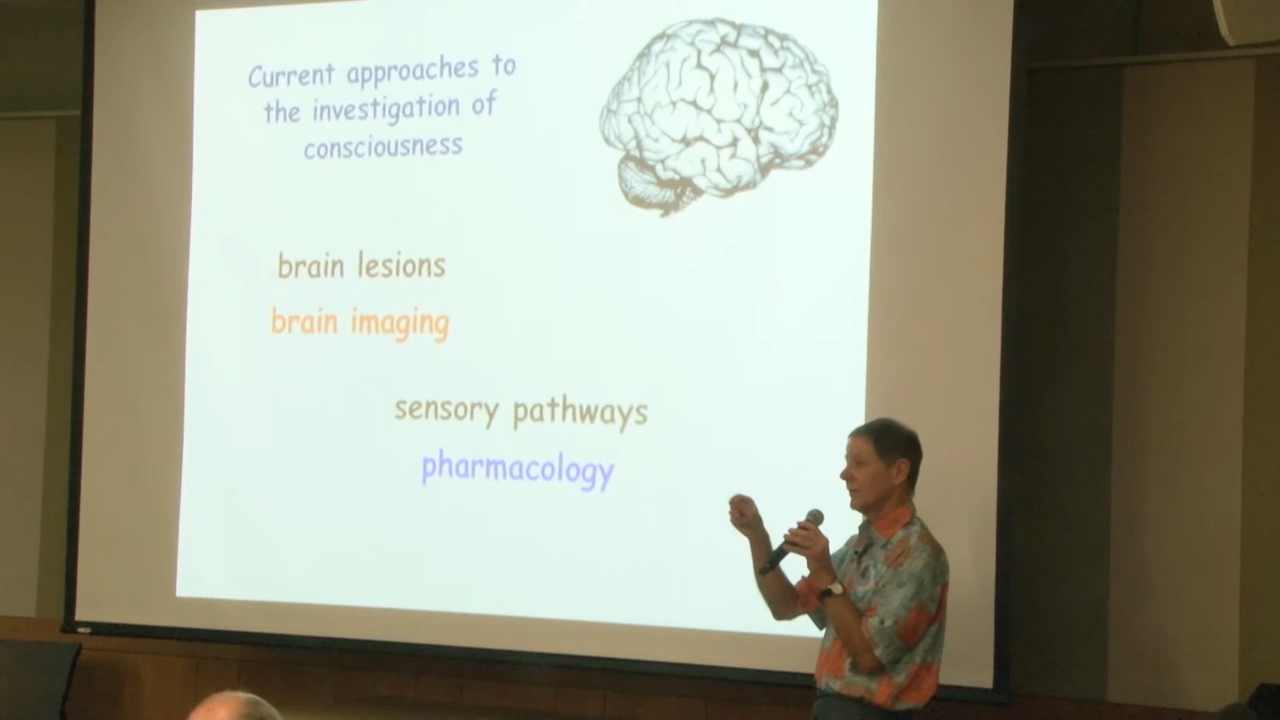 Current approaches to
the investigation of
consciousness
brain lesions
brain imaging
sensory pathways
pharmacology